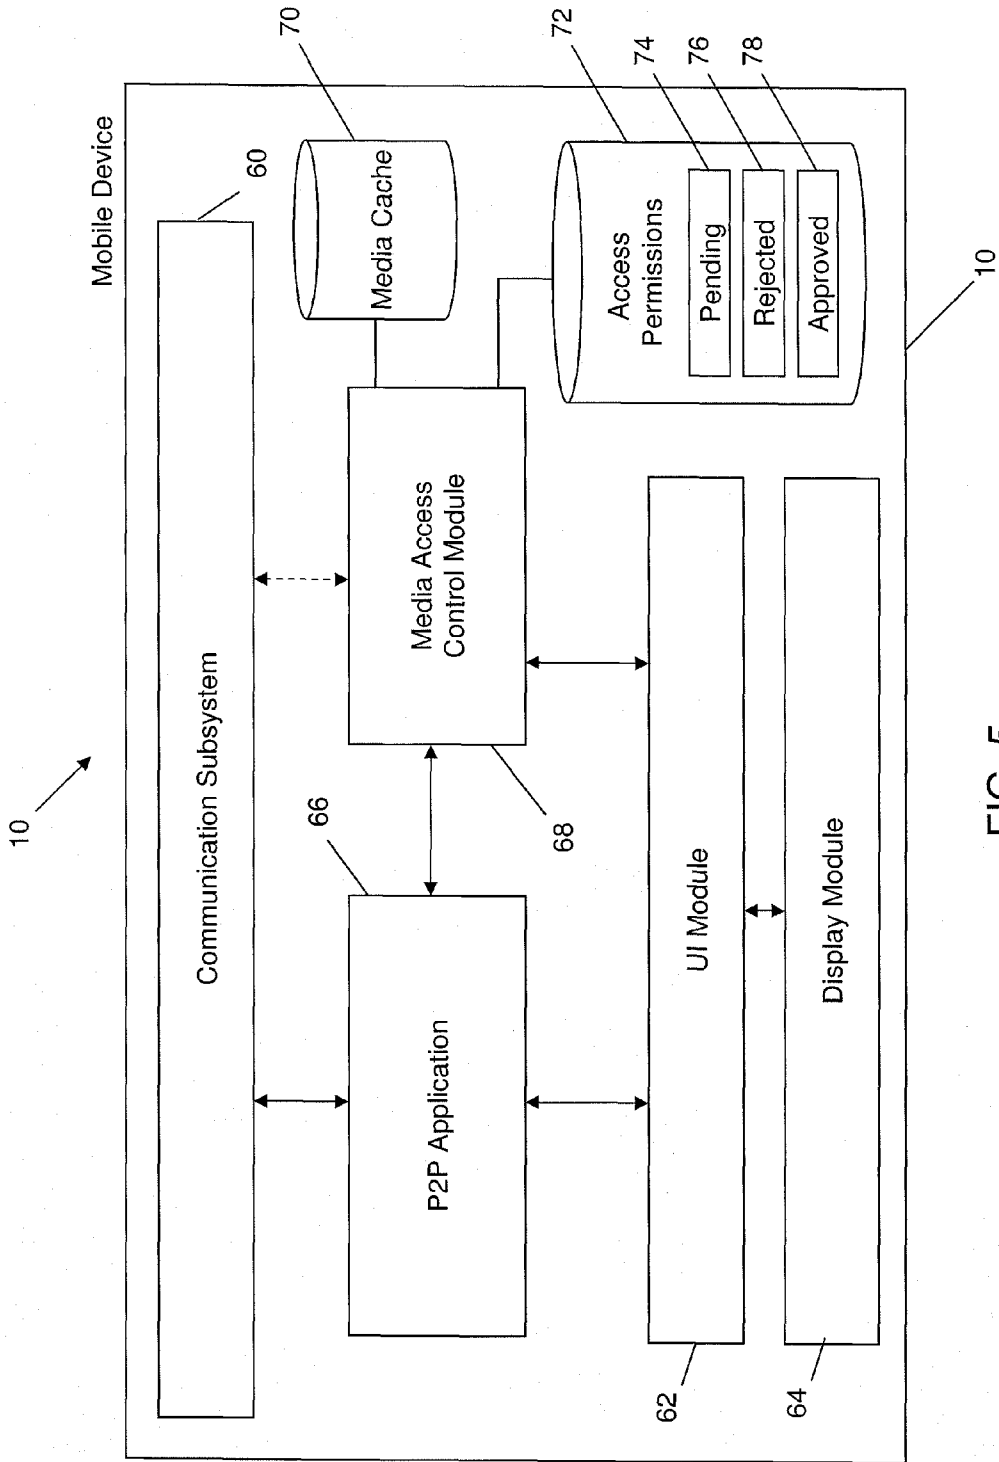 10
Mobile Device
60
Communication Subsystem
70
Media Cache
66
P2P Application
Media Access
Control Module
68
72
Access
Permissions
74
Pending
76
Rejected
78
Approved
62
UI Module
64
Display Module
10
FIG. 5